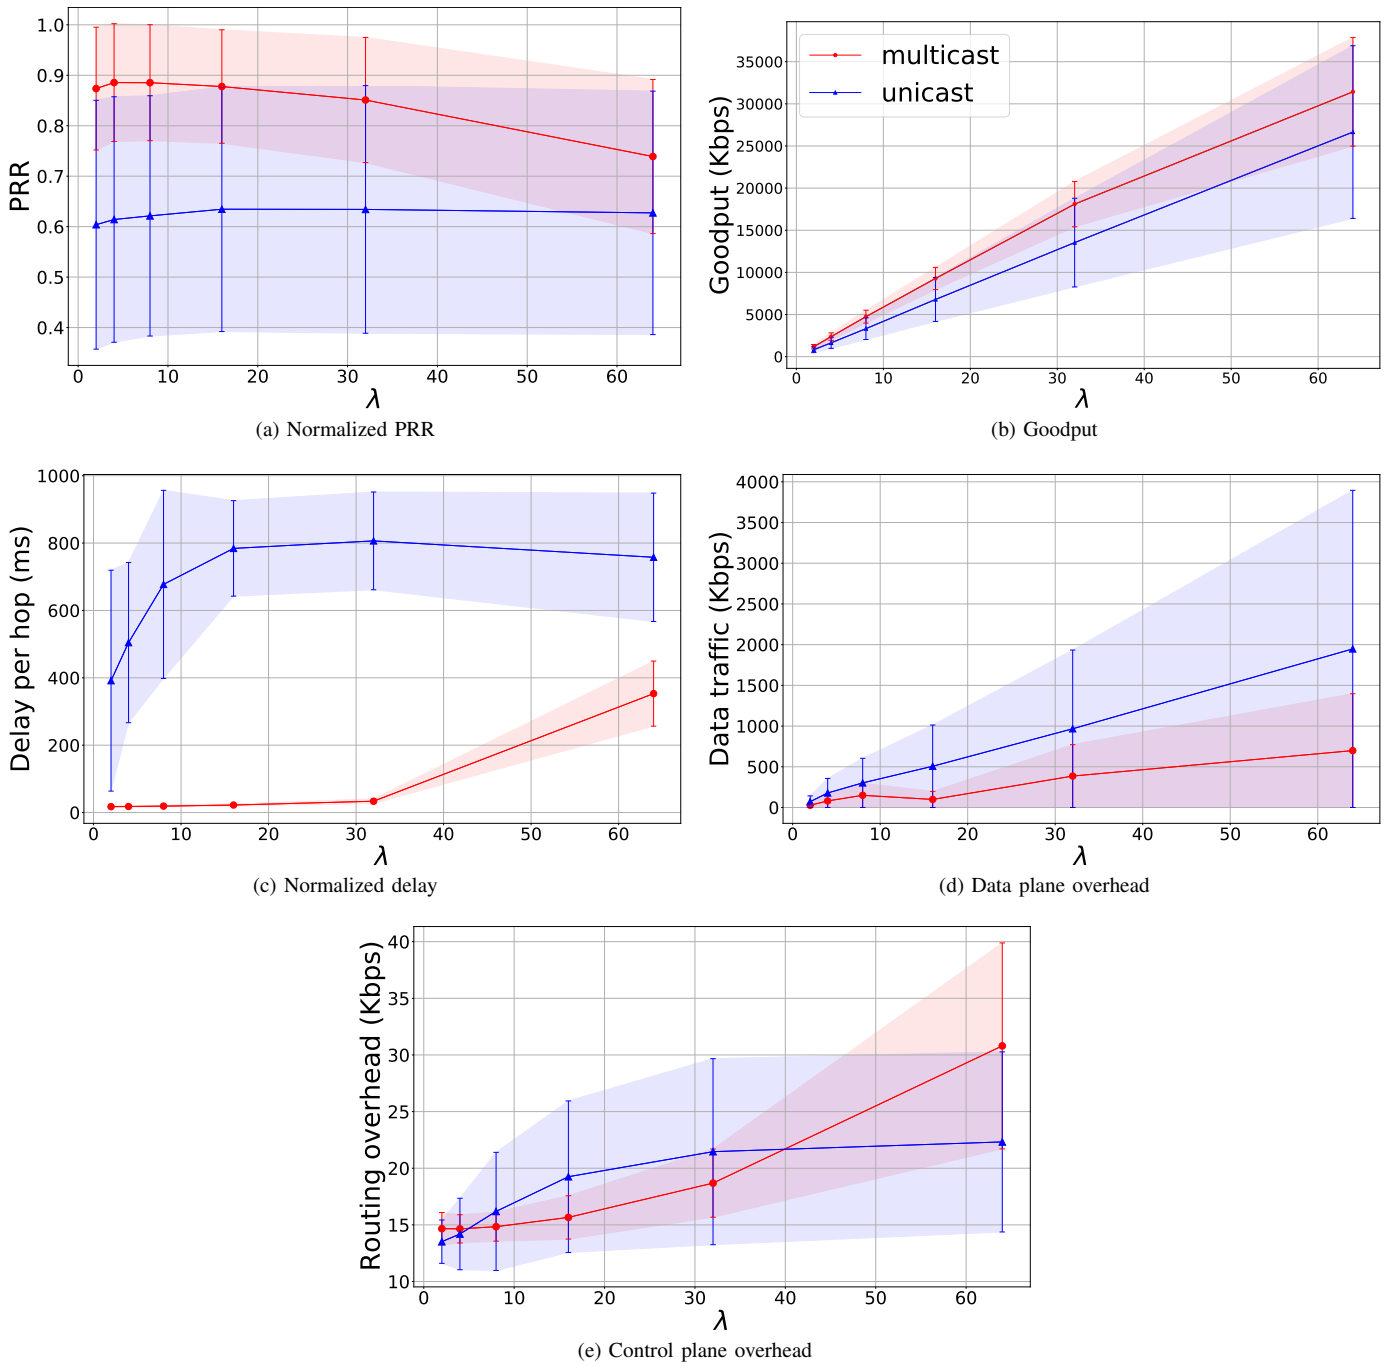 1.0
0.9
0.8
0.7
0.6
0.5
0.4
PRR
0 10 20 30 40 50 60
λ
(a) Normalized PRR
35000
30000
25000
20000
15000
10000
5000
0
Goodput (Kbps)
multicast
unicast
0 10 20 30 40 50 60
λ
(b) Goodput
1000
800
600
400
200
0
Delay per hop (ms)
0 10 20 30 40 50 60
λ
(c) Normalized delay
4000
3500
3000
2500
2000
1500
1000
500
0
Data traffic (Kbps)
0 10 20 30 40 50 60
λ
(d) Data plane overhead
40
35
30
25
20
15
10
Routing overhead (Kbps)
0 10 20 30 40 50 60
λ
(e) Control plane overhead